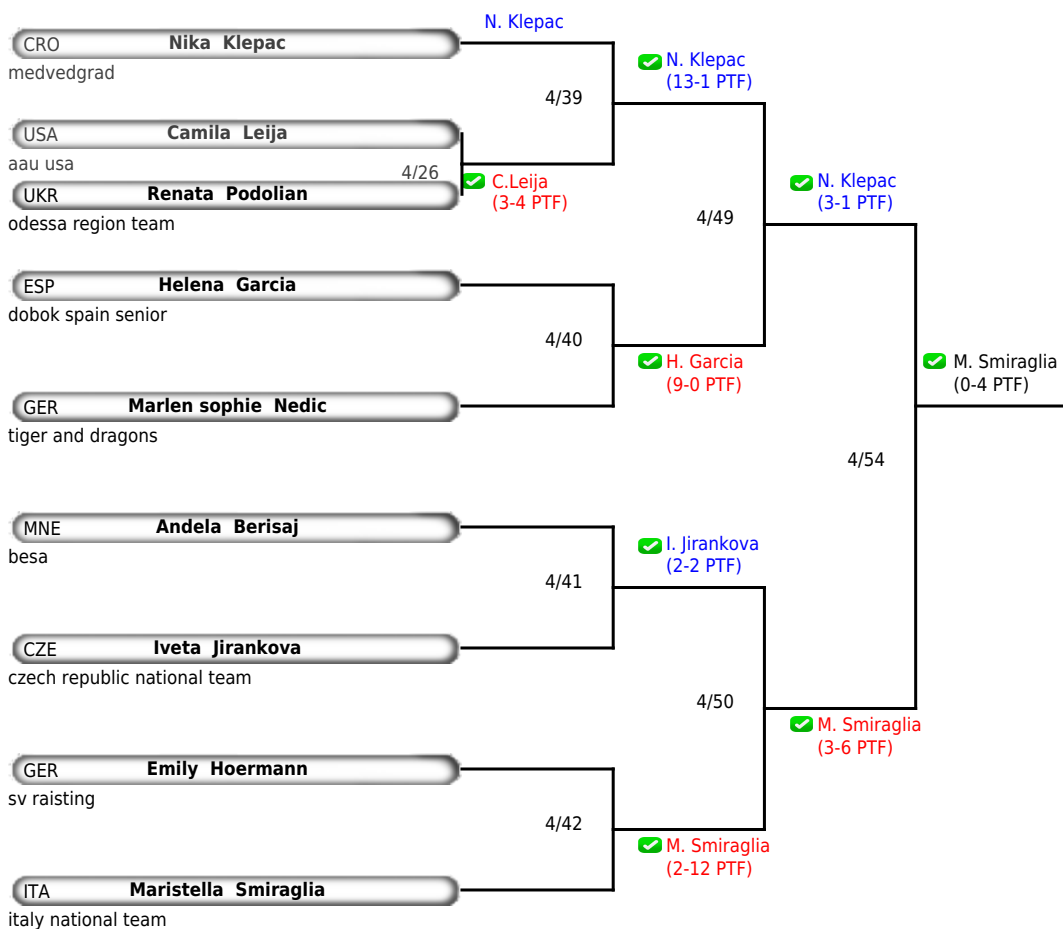 N. Klepac
CRO Nika Klepac
medvedgrad
N. Klepac
(13-1 PTF)
4/39
USA Camila Leija
aau usa
4/26
C.Leija
(3-4 PTF)
UKR Renata Podolian
odessa region team
N. Klepac
(3-1 PTF)
4/49
ESP Helena Garcia
dobok spain senior
4/40
H. Garcia
(9-0 PTF)
GER Marlen sophie Nedic
tiger and dragons
M. Smiraglia
(0-4 PTF)
4/54
MNE Andela Berisaj
besa
I. Jirankova
(2-2 PTF)
4/41
CZE Iveta Jirankova
czech republic national team
4/50
M. Smiraglia
(3-6 PTF)
GER Emily Hoermann
sv raisting
4/42
M. Smiraglia
(2-12 PTF)
ITA Maristella Smiraglia
italy national team